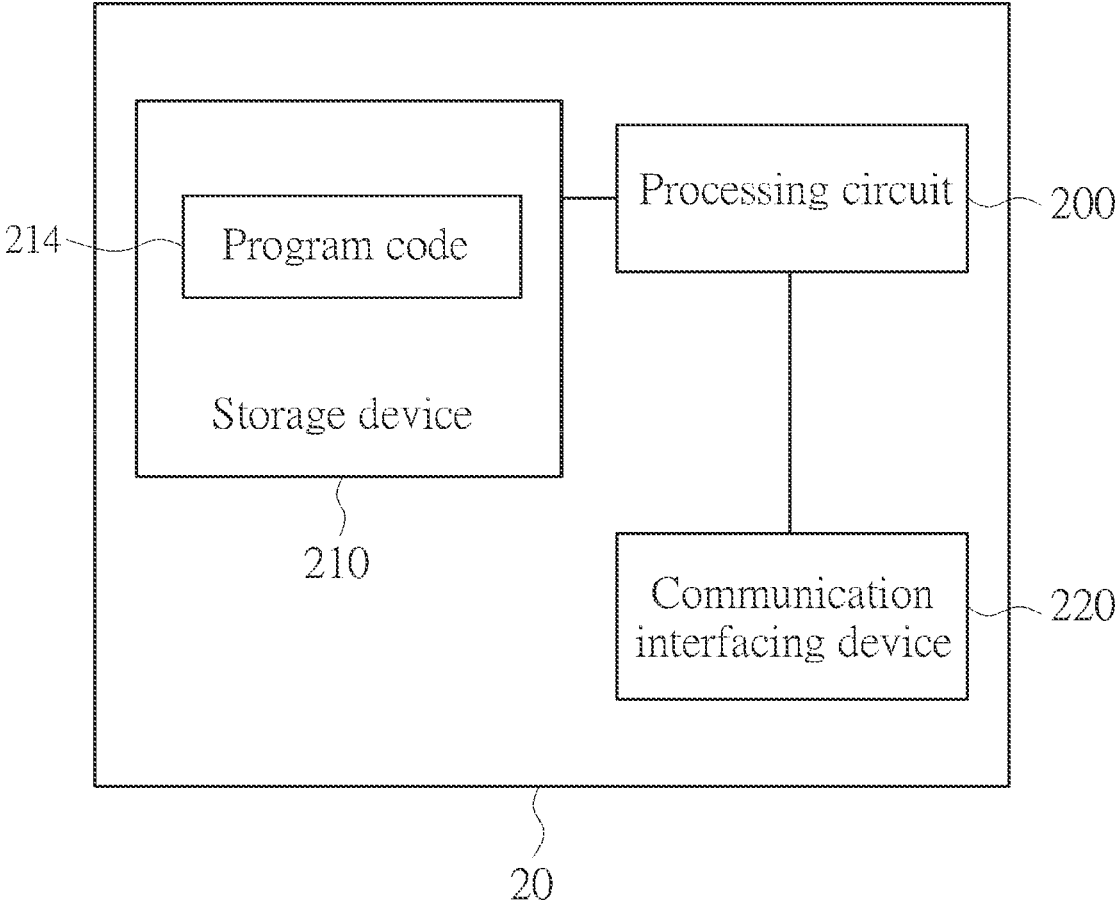 Processing circuit
200
214
Program code
Storage device
210
Communication
interfacing device
220
20